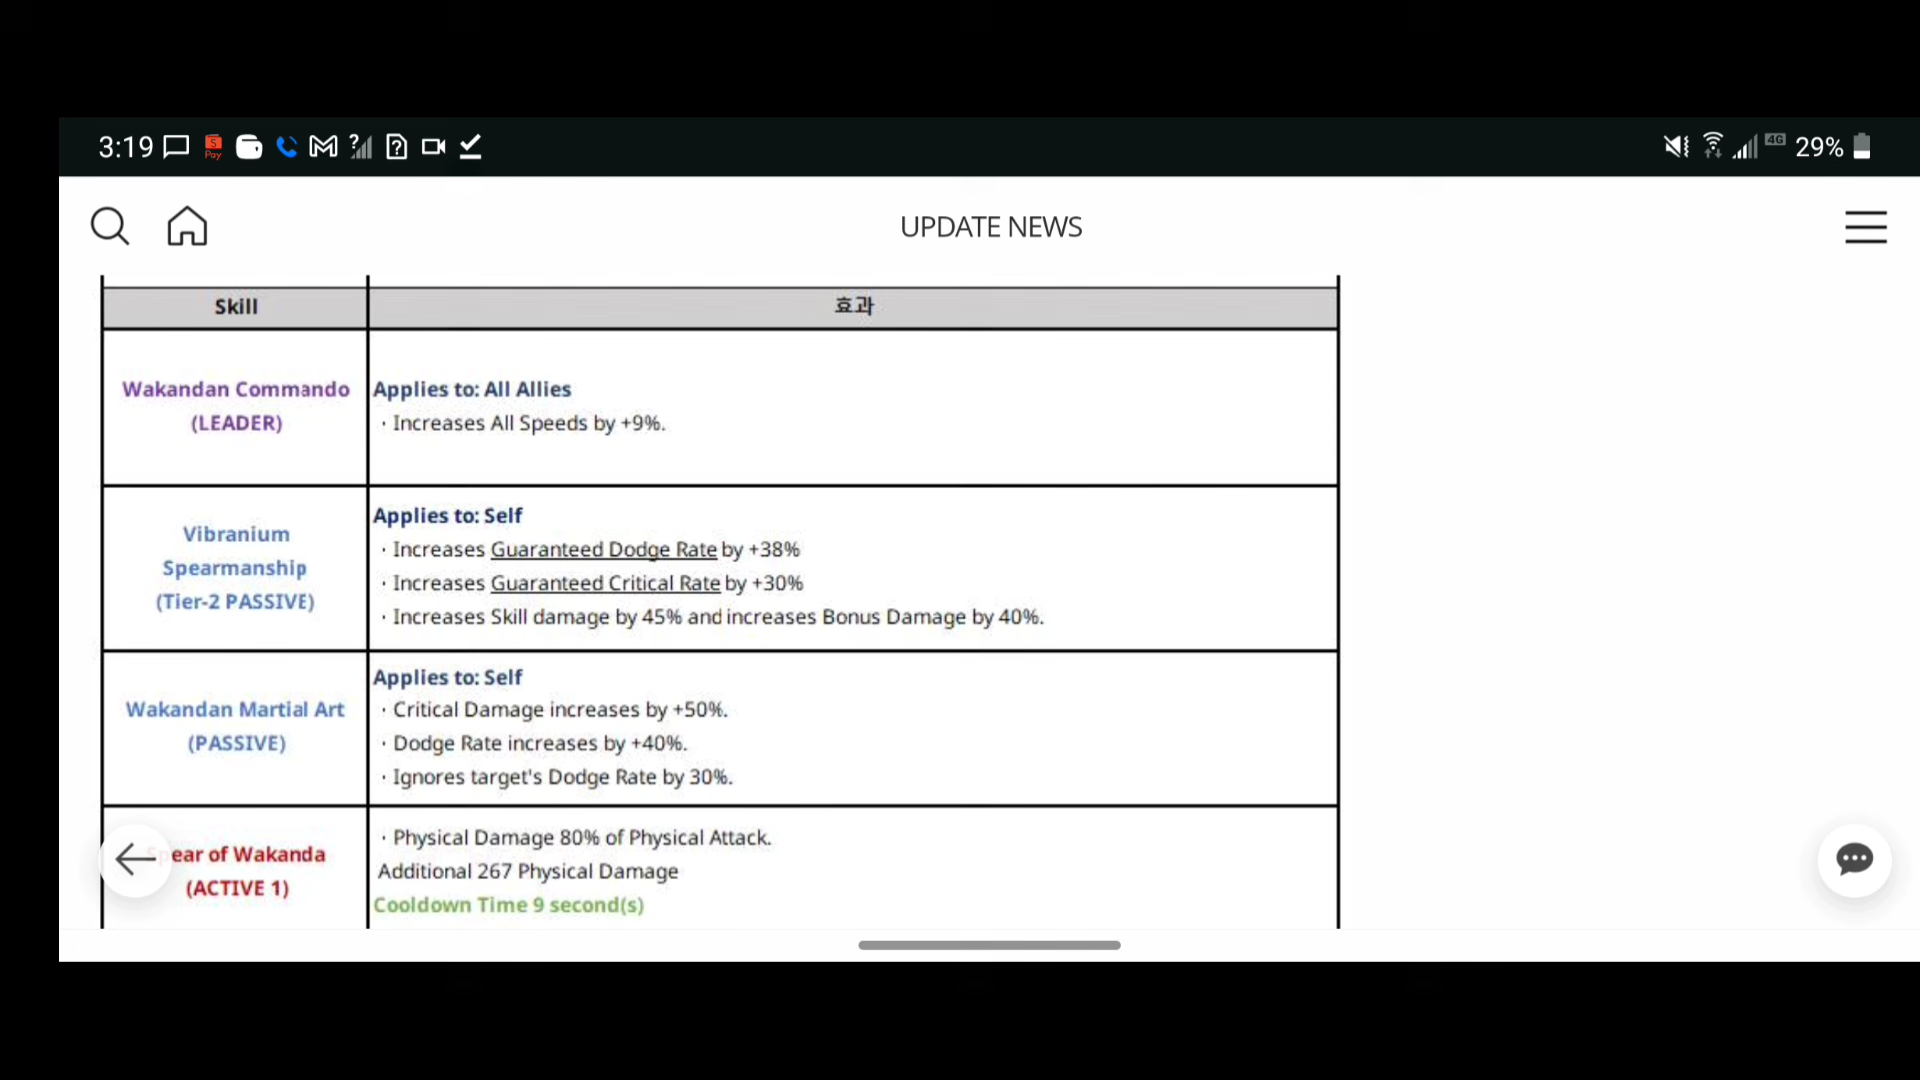 3:19
S
Pay
?
?
4G
29%
UPDATE NEWS
Skill
효과
Wakandan Commando
(LEADER)
Applies to: All Allies
· Increases All Speeds by +9%.
Vibranium
Spearmanship
(Tier-2 PASSIVE)
Applies to: Self
· Increases Guaranteed Dodge Rate by +38%
· Increases Guaranteed Critical Rate by +30%
· Increases Skill damage by 45% and increases Bonus Damage by 40%.
Wakandan Martial Art
(PASSIVE)
Applies to: Self
· Critical Damage increases by +50%.
· Dodge Rate increases by +40%.
· Ignores target's Dodge Rate by 30%.
Spear of Wakanda
(ACTIVE 1)
· Physical Damage 80% of Physical Attack.
Additional 267 Physical Damage
Cooldown Time 9 second(s)